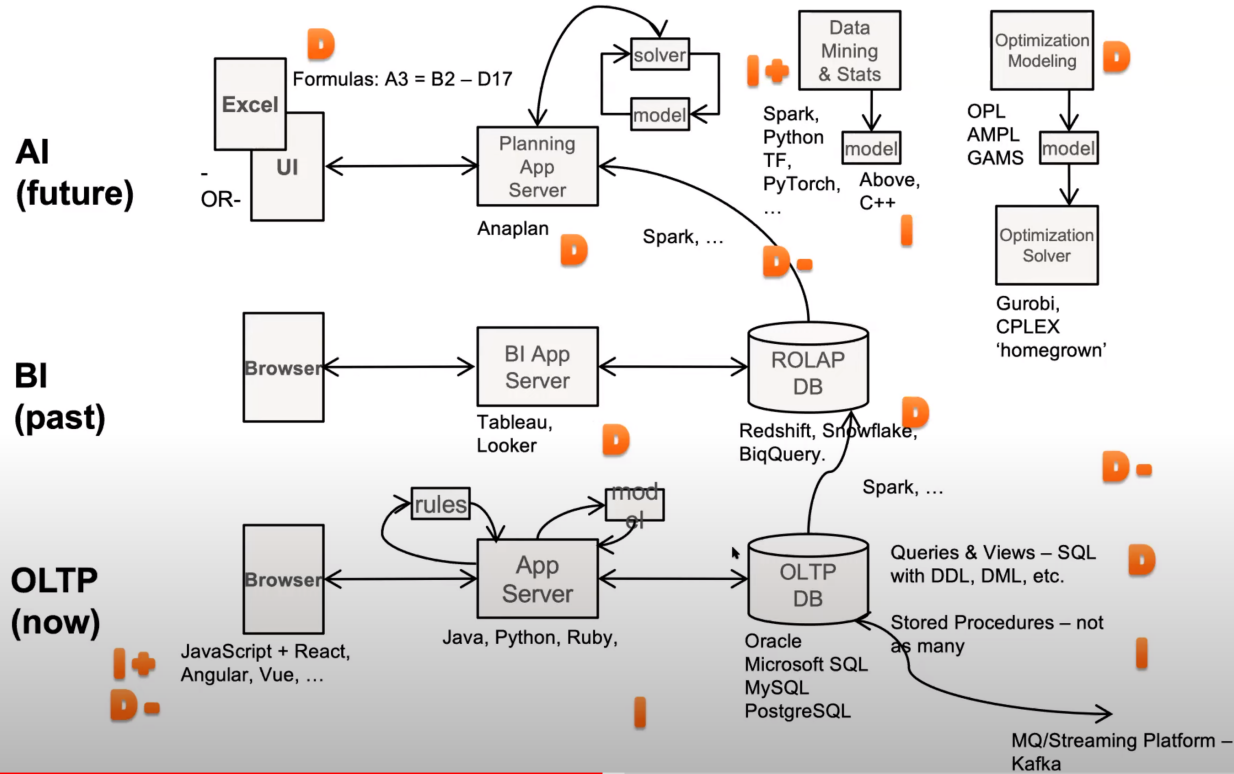 D
Formulas: A3 = B2 – D17
Excel
UI
-
OR-
AI
(future)
solver
model
Planning
App
Server
Anaplan
D
Spark, …
D-
I+
Data
Mining
& Stats
Spark,
Python
TF,
PyTorch,
…
model
Above,
C++
I
Optimization
Modeling
D
OPL
AMPL
GAMS
model
Optimization
Solver
Gurobi,
CPLEX
‘homegrown’
BI
(past)
Browser
BI App
Server
Tableau,
Looker
D
ROLAP
DB
D
Redshift, Snowflake,
BiqQuery.
D-
Spark, …
OLTP
(now)
Browser
JavaScript + React,
Angular, Vue, …
I+
D-
rules
mod
el
App
Server
Java, Python, Ruby,
I
OLTP
DB
Oracle
Microsoft SQL
MySQL
PostgreSQL
Queries & Views – SQL
with DDL, DML, etc.
D
Stored Procedures – not
as many
I
MQ/Streaming Platform –
Kafka